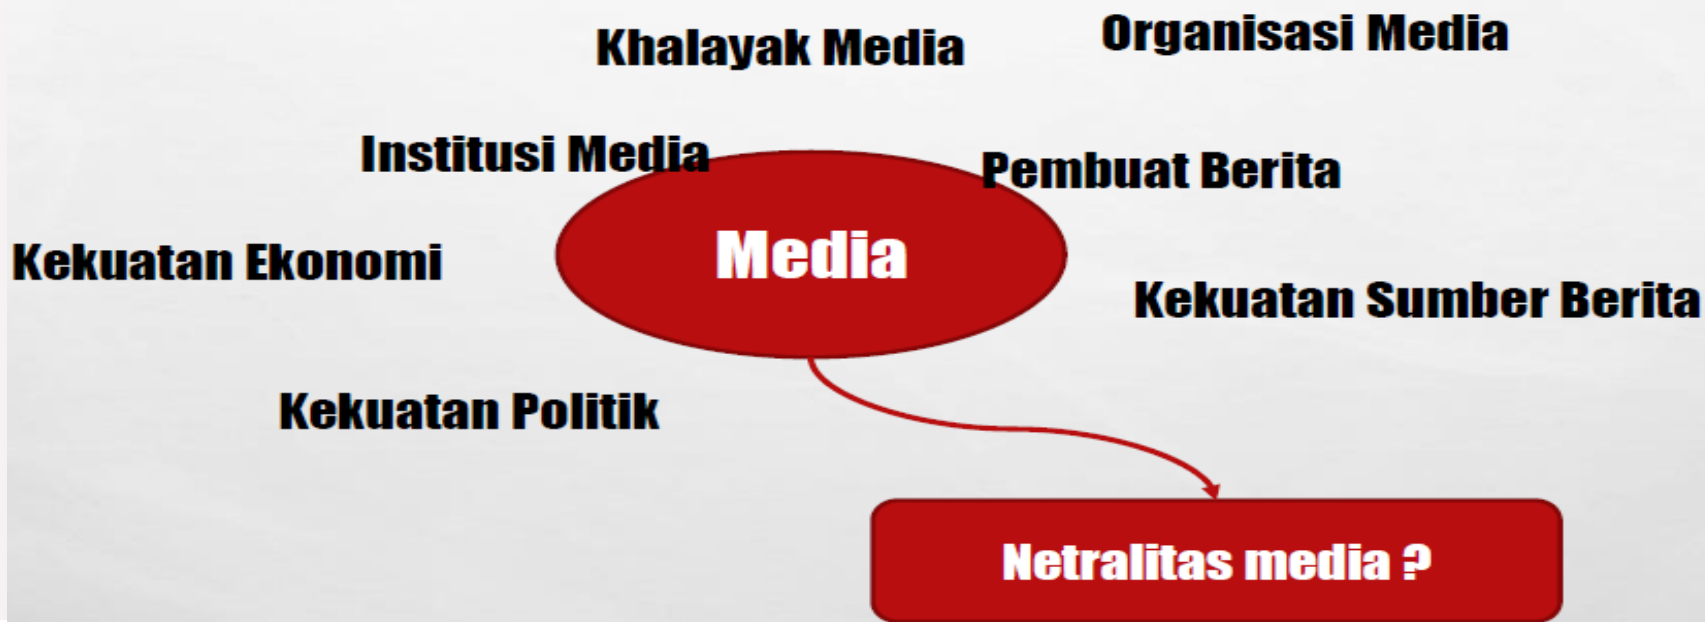 Organisasi Media
Khalayak Media
Institusi Media
Pembuat Berita
Media
Kekuatan Ekonomi
Kekuatan Sumber Berita
Kekuatan Politik
Netralitas media ?